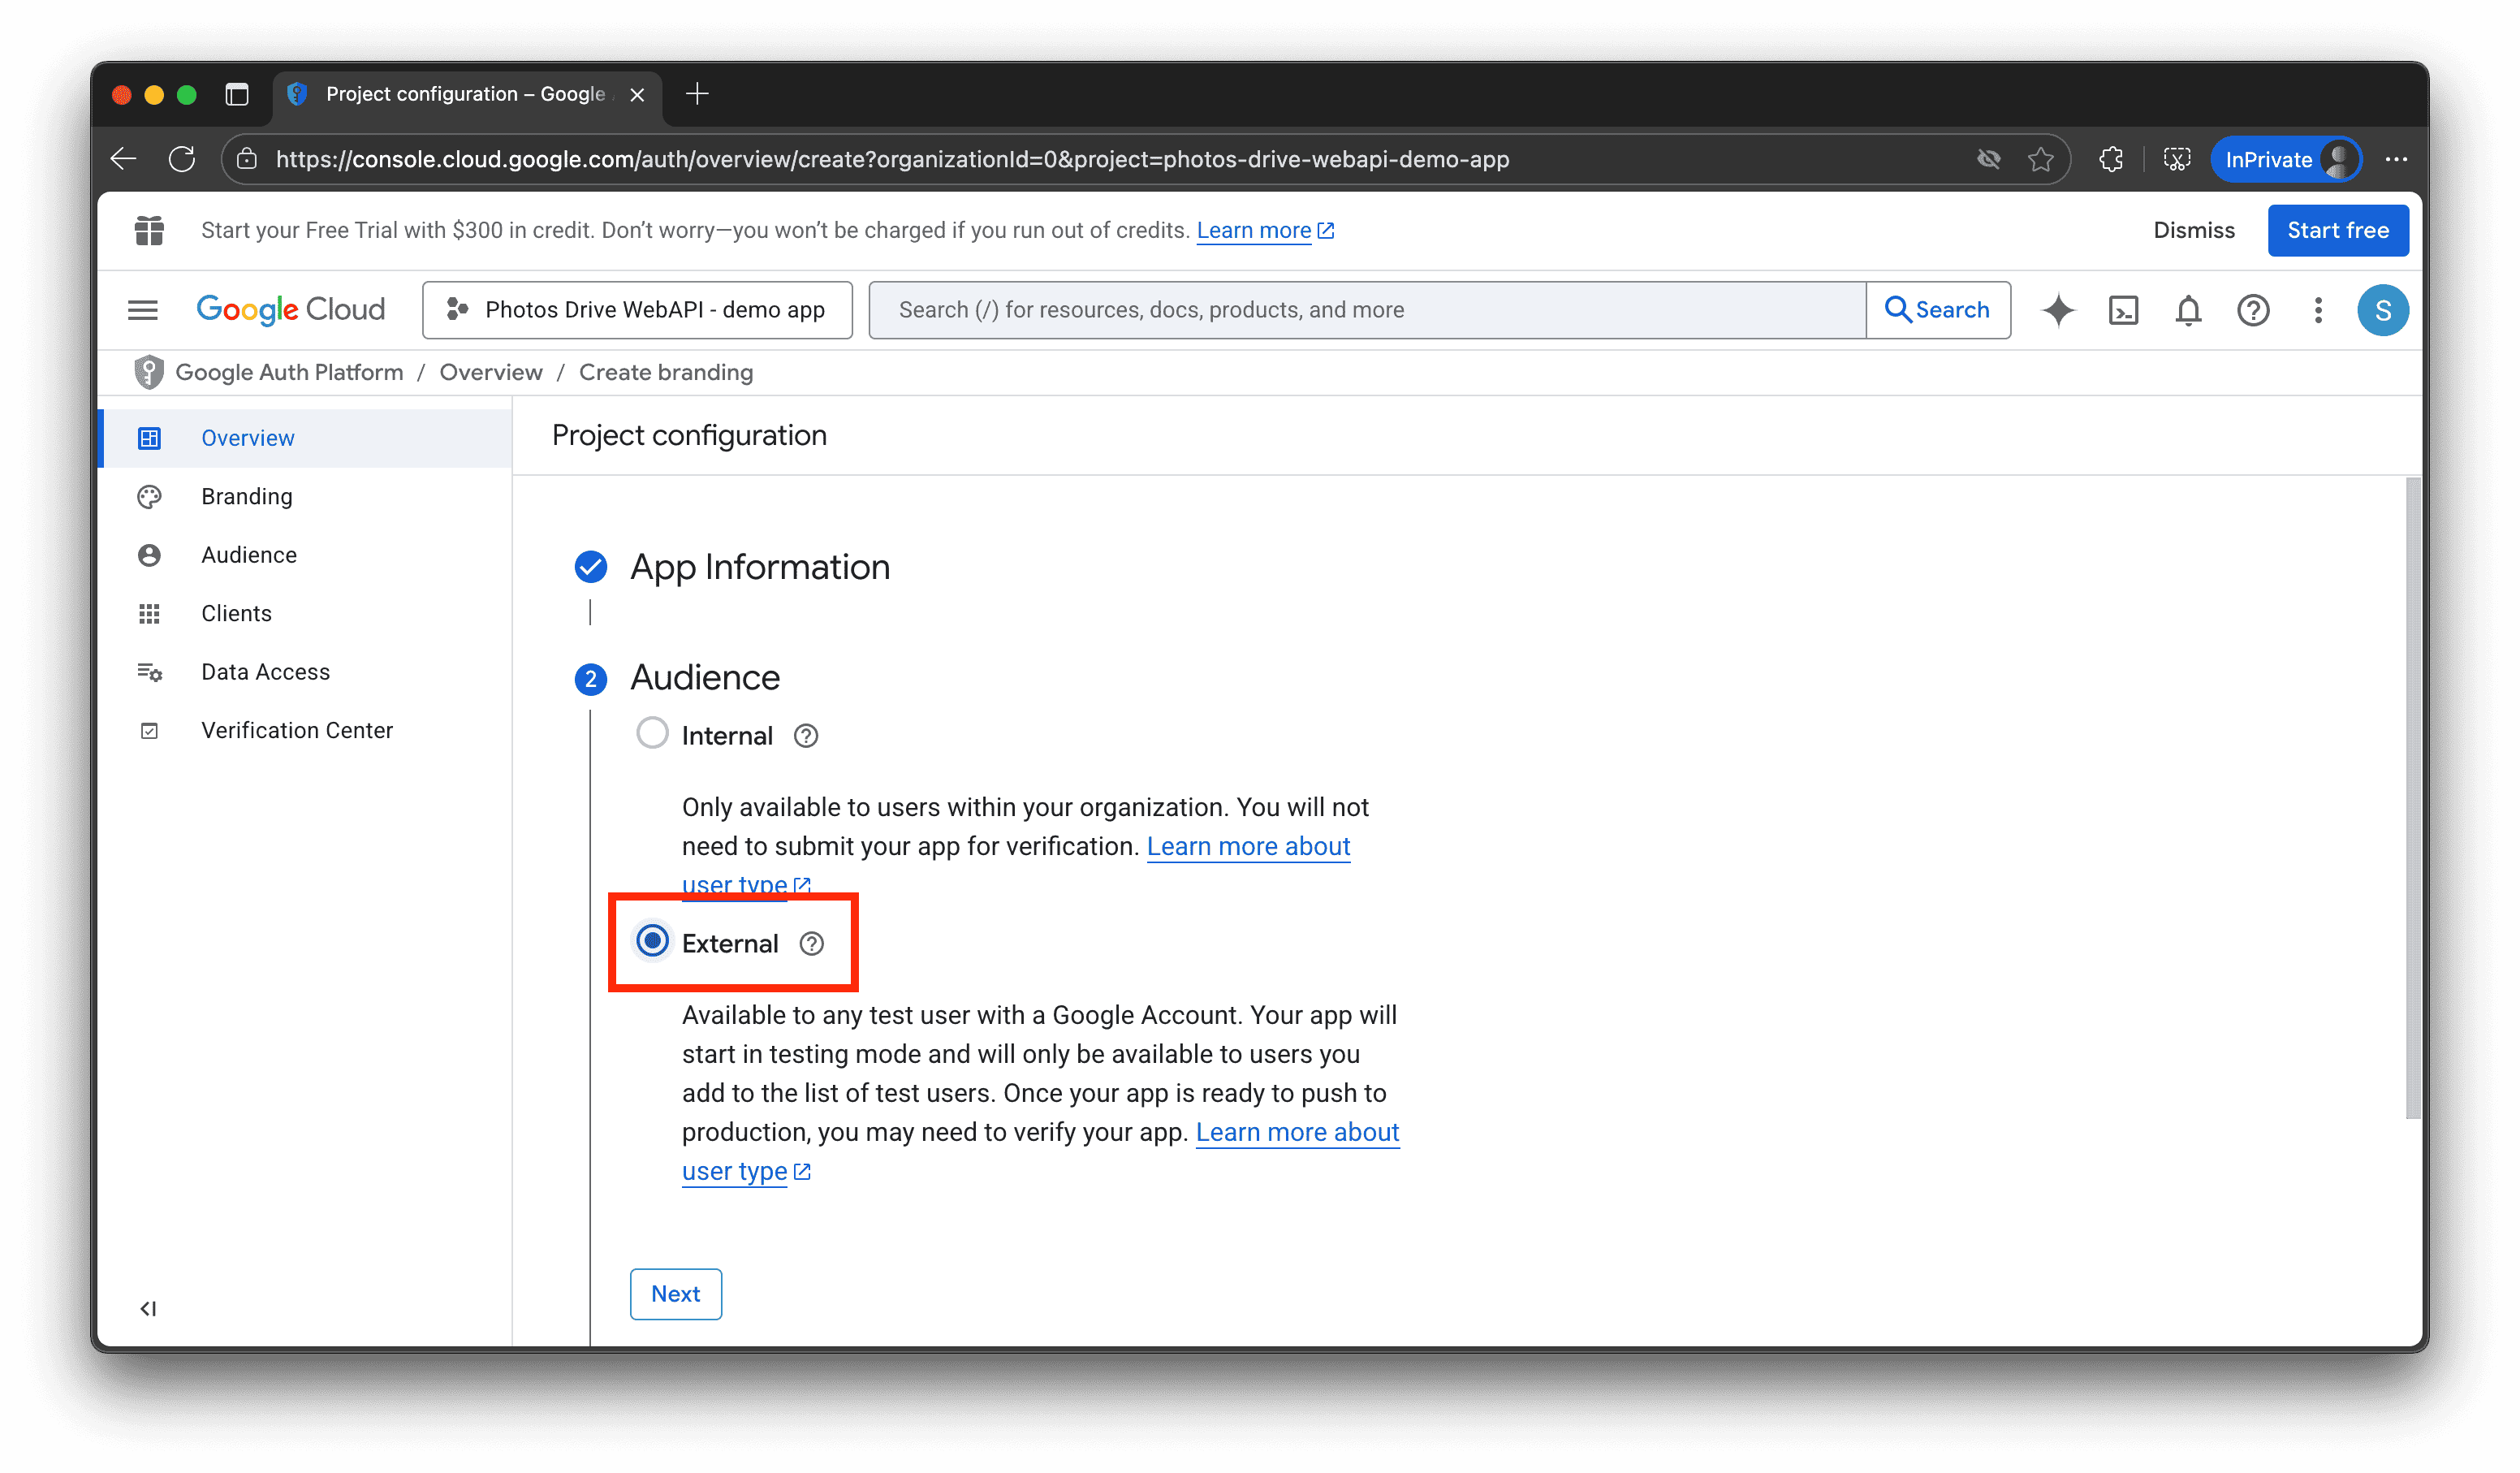 Project configuration – Google
https://console.cloud.google.com/auth/overview/create?organizationId=0&project=photos-drive-webapi-demo-app
InPrivate
Start your Free Trial with $300 in credit. Don’t worry—you won’t be charged if you run out of credits. Learn more
Dismiss
Start free
Google Cloud
Photos Drive WebAPI - demo app
Search (/) for resources, docs, products, and more
Search
S
Google Auth Platform / Overview / Create branding
Overview
Branding
Audience
Clients
Data Access
Verification Center
Project configuration
App Information
2 Audience
Internal
Only available to users within your organization. You will not
need to submit your app for verification. Learn more about
user type
External
Available to any test user with a Google Account. Your app will
start in testing mode and will only be available to users you
add to the list of test users. Once your app is ready to push to
production, you may need to verify your app. Learn more about
user type
Next